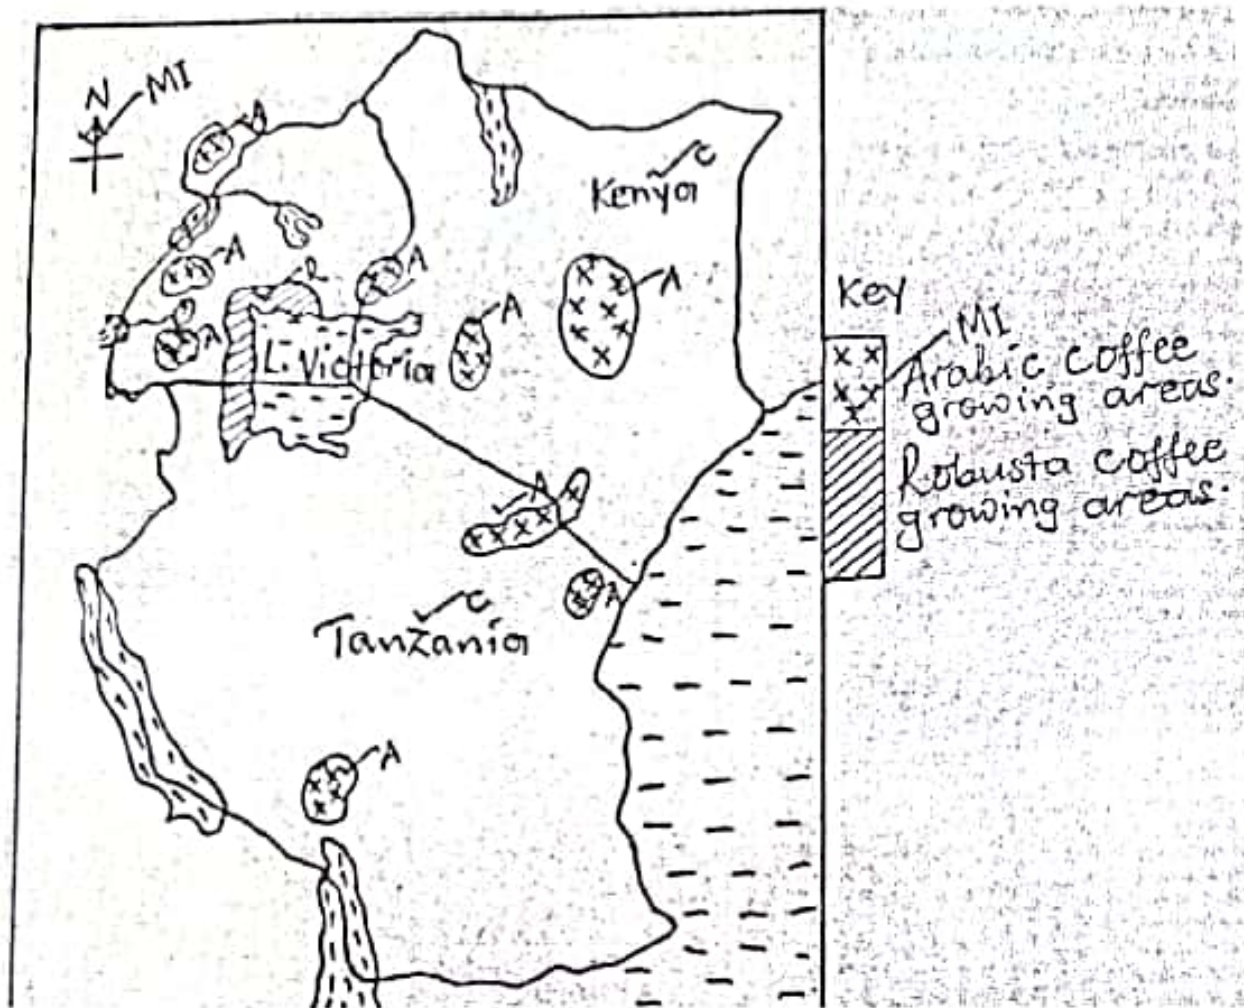 N
MI
A
C
Kenya
A
R
A
A
A
Key
A
L. Victoria
MI
Arabic coffee
growing areas.
Robusta coffee
growing areas.
A
A
C
Tanzania
A